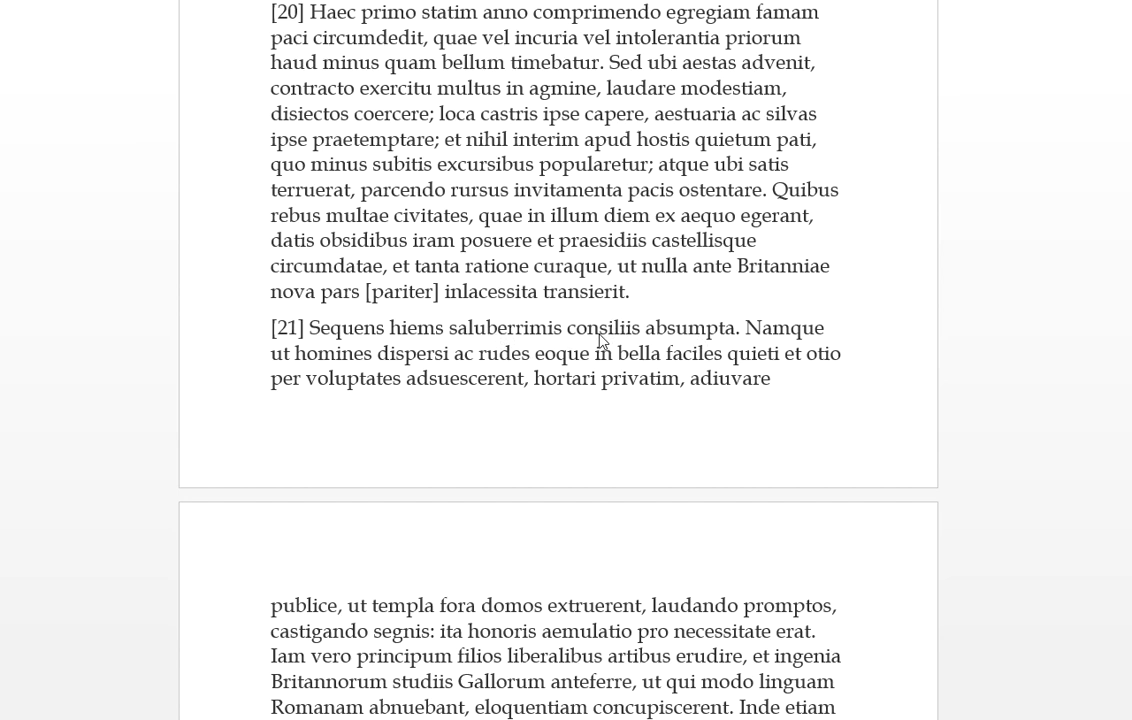 [20] Haec primo statim anno comprimendo egregiam famam
paci circumdedit, quae vel incuria vel intolerantia priorum
haud minus quam bellum timebatur. Sed ubi aestas advenit,
contracto exercitu multus in agmine, laudare modestiam,
disiectos coercere; loca castris ipse capere, aestuaria ac silvas
ipse praetemptare; et nihil interim apud hostis quietum pati,
quo minus subitis excursibus popularetur; atque ubi satis
terruerat, parcendo rursus invitamenta pacis ostentare. Quibus
rebus multae civitates, quae in illum diem ex aequo egerant,
datis obsidibus iram posuere et praesidiis castellisque
circumdatae, et tanta ratione curaque, ut nulla ante Britanniae
nova pars [pariter] inlacessita transierit.
[21] Sequens hiems saluberrimis consiliis absumpta. Namque
ut homines dispersi ac rudes eoque in bella faciles quieti et otio
per voluptates adsuescerent, hortari privatim, adiuvare
publice, ut templa fora domos extruerent, laudando promptos,
castigando segnis: ita honoris aemulatio pro necessitate erat.
Iam vero principum filios liberalibus artibus erudire, et ingenia
Britannorum studiis Gallorum anteferre, ut qui modo linguam
Romanam abnuebant, eloquentiam concupiscerent. Inde etiam